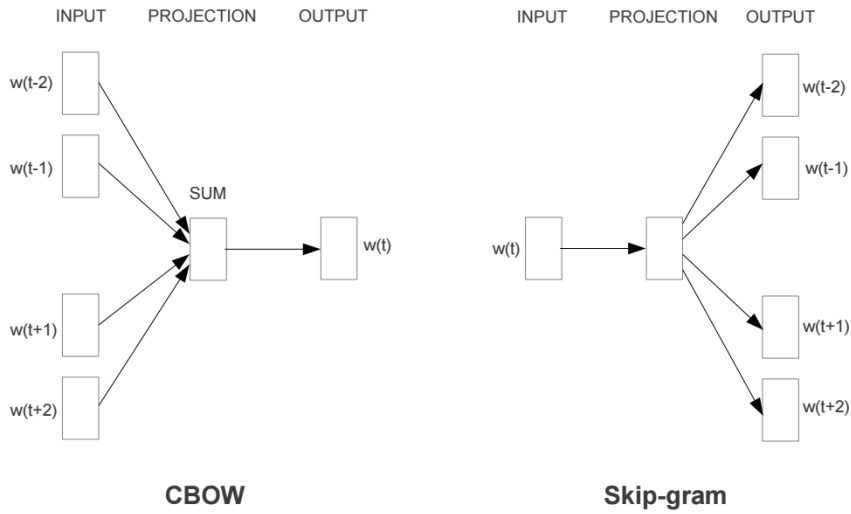 INPUT PROJECTION OUTPUT
w(t-2)
w(t-1)
SUM
w(t)
w(t+1)
w(t+2)
CBOW
INPUT PROJECTION OUTPUT
w(t-2)
w(t-1)
w(t)
w(t+1)
w(t+2)
Skip-gram